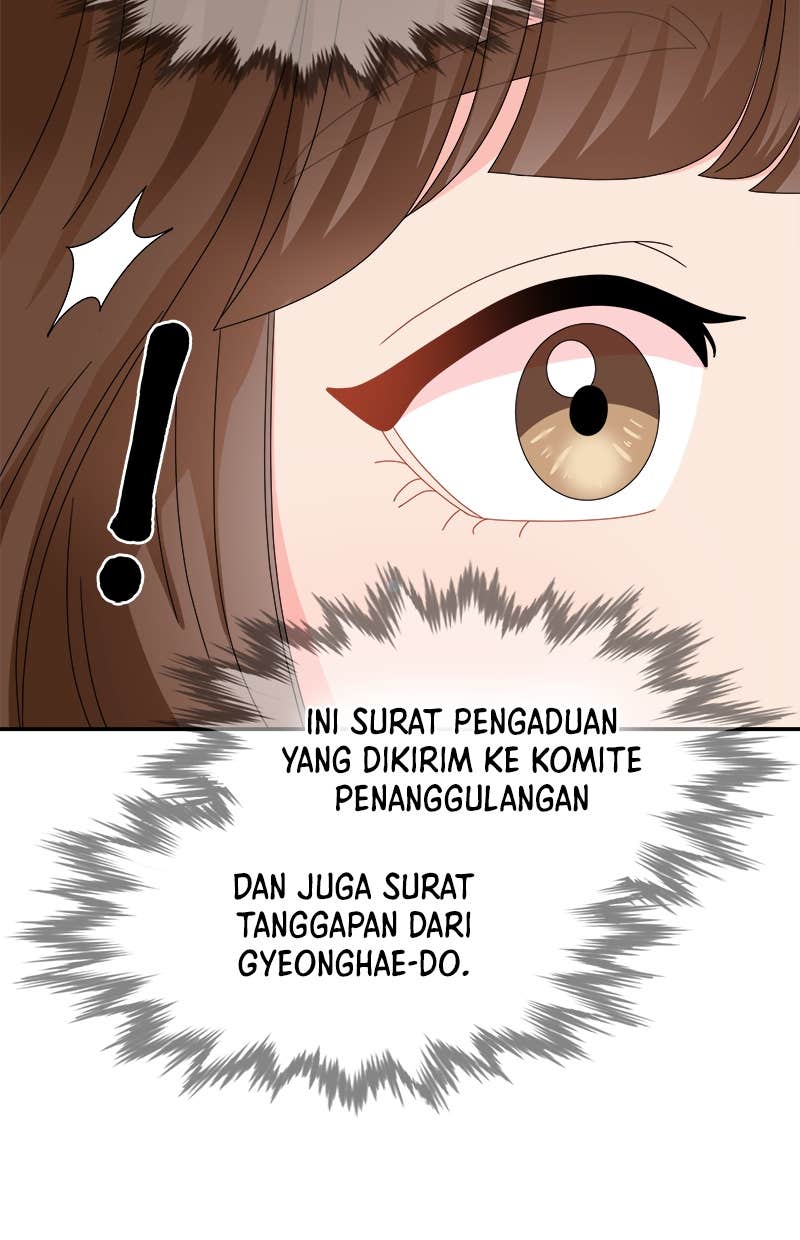 INI SURAT PENGADUAN
YANG DIKIRIM KE KOMITE
PENANGGULANGAN
DAN JUGA SURAT
TANGGAPAN DARI
GYEONGHAE-DO.